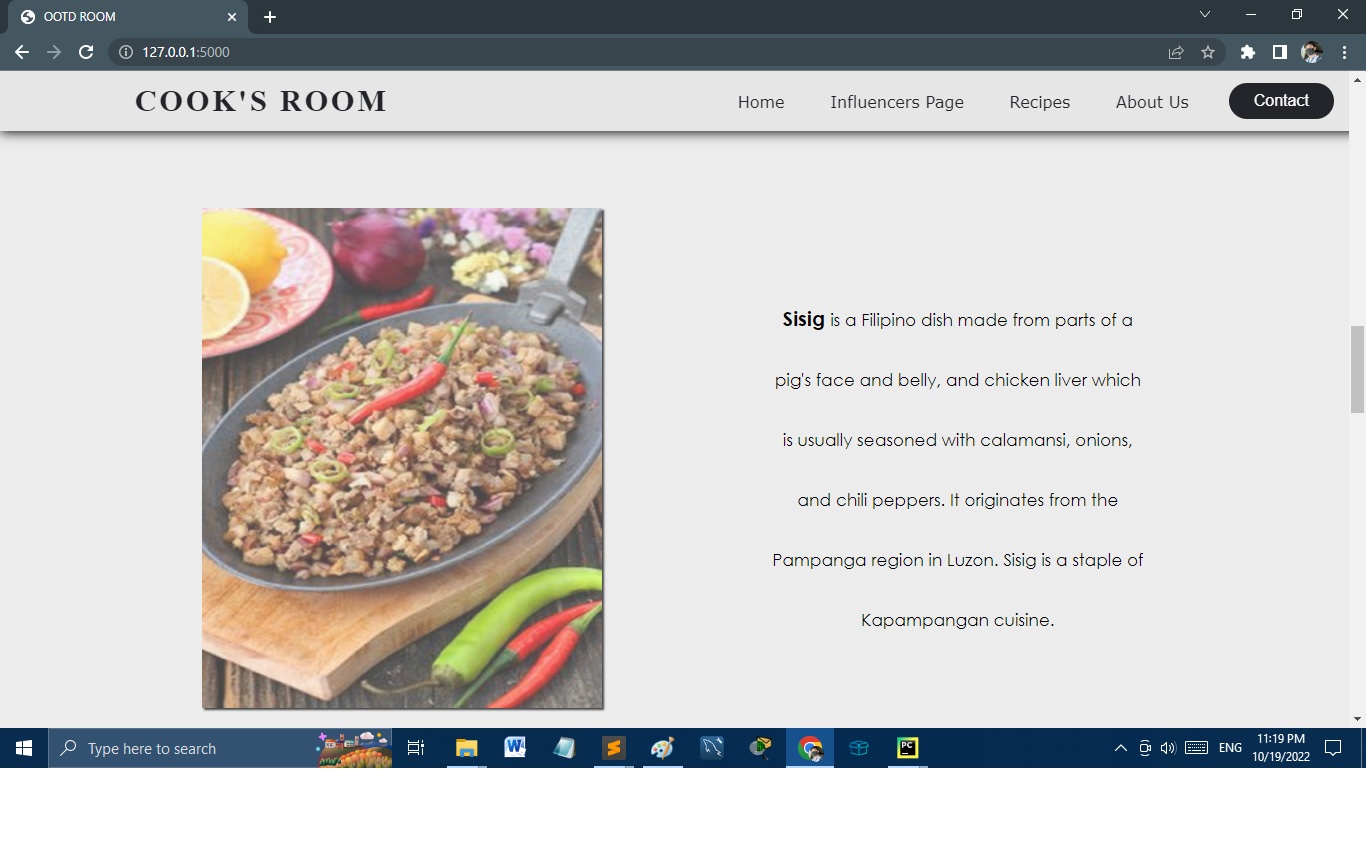 OOTD ROOM
127.0.0.1:5000
COOK'S ROOM
Home Influencers Page Recipes About Us Contact
Sisig is a Filipino dish made from parts of a
pig's face and belly, and chicken liver which
is usually seasoned with calamansi, onions,
and chili peppers. It originates from the
Pampanga region in Luzon. Sisig is a staple of
Kapampangan cuisine.
Type here to search
W
PC
ENG
11:19 PM
10/19/2022